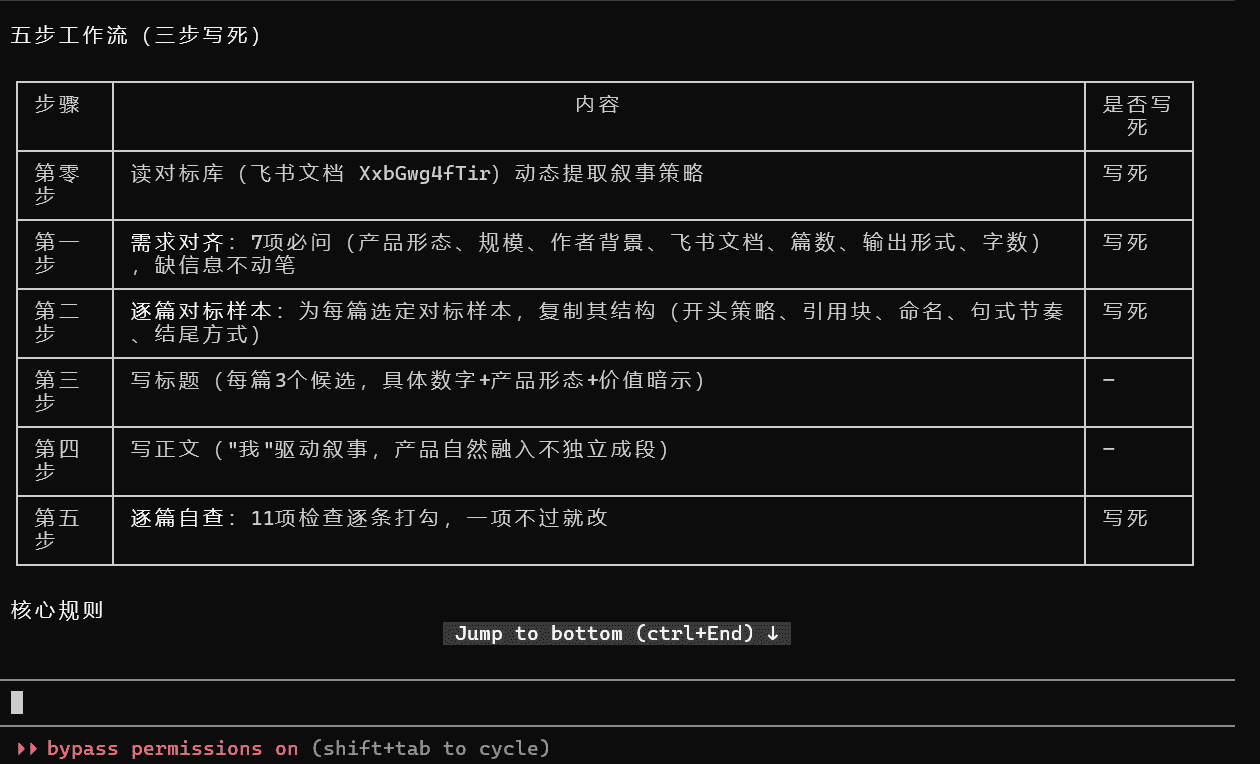 五步工作流（三步写死）
步骤 内容 是否写
死
第零 读对标库（飞书文档 XxbGwg4fTir）动态提取叙事策略 写死
步
第一 需求对齐：7项必问（产品形态、规模、作者背景、飞书文档、篇数、输出形式、字数） 写死
步 ，缺信息不动笔
第二 逐篇对标样本：为每篇选定对标样本，复制其结构（开头策略、引用块、命名、句式节奏 写死
步 、结尾方式）
第三 写标题（每篇3个候选，具体数字+产品形态+价值暗示） —
步
第四 写正文（"我"驱动叙事，产品自然融入不独立成段） —
步
第五 逐篇自查：11项检查逐条打勾，一项不过就改 写死
步
核心规则
Jump to bottom (ctrl+End) ↓
⏵⏵ bypass permissions on (shift+tab to cycle)